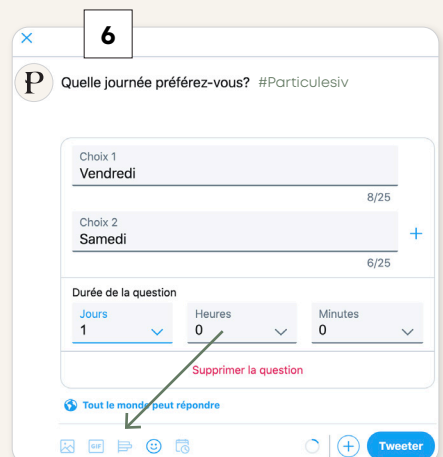 6
P
Quelle journée préférez-vous? #Particulesiv
Choix 1
Vendredi
8/25
Choix 2
Samedi
6/25
Durée de la question
Jours Heures Minutes
1 0 0
Supprimer la question
Tout le monde peut répondre
GIF
Tweeter